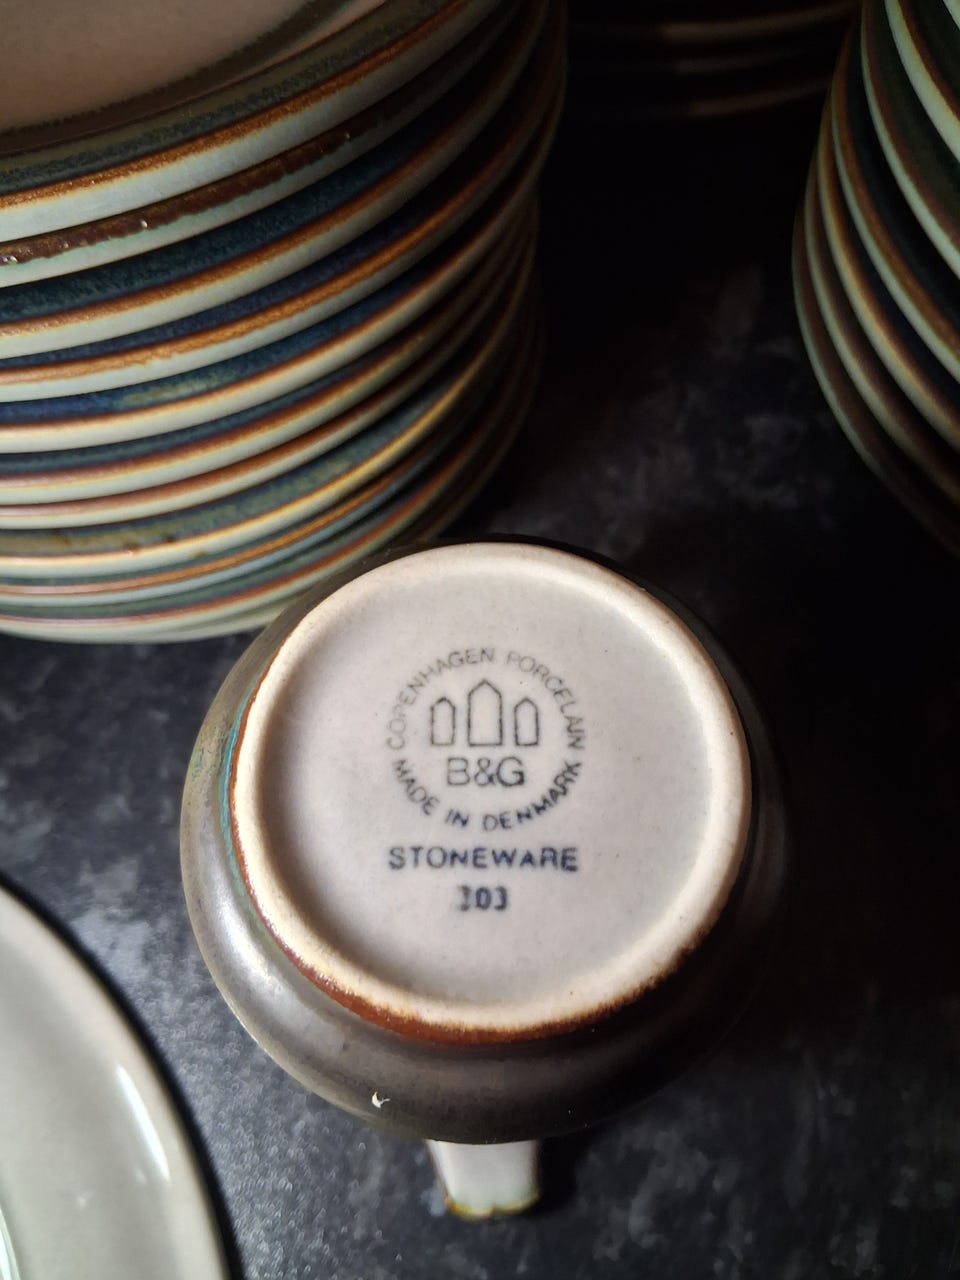 COPENHAGEN PORCELAIN
B&G
MADE IN DENMARK
STONEWARE
303